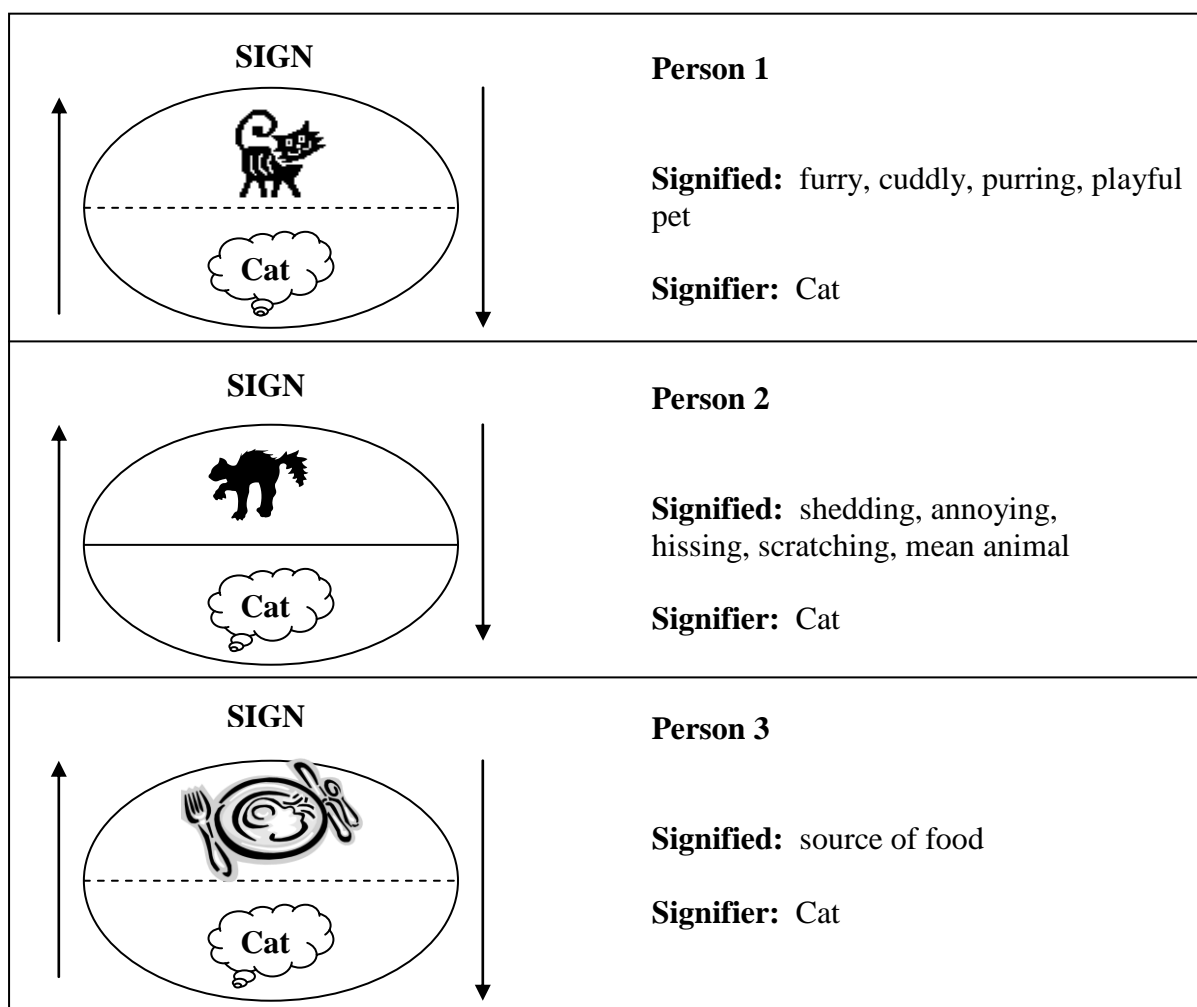 SIGN
Cat
Person 1
Signified: furry, cuddly, purring, playful
pet
Signifier: Cat
SIGN
Cat
Person 2
Signified: shedding, annoying,
hissing, scratching, mean animal
Signifier: Cat
SIGN
Cat
Person 3
Signified: source of food
Signifier: Cat